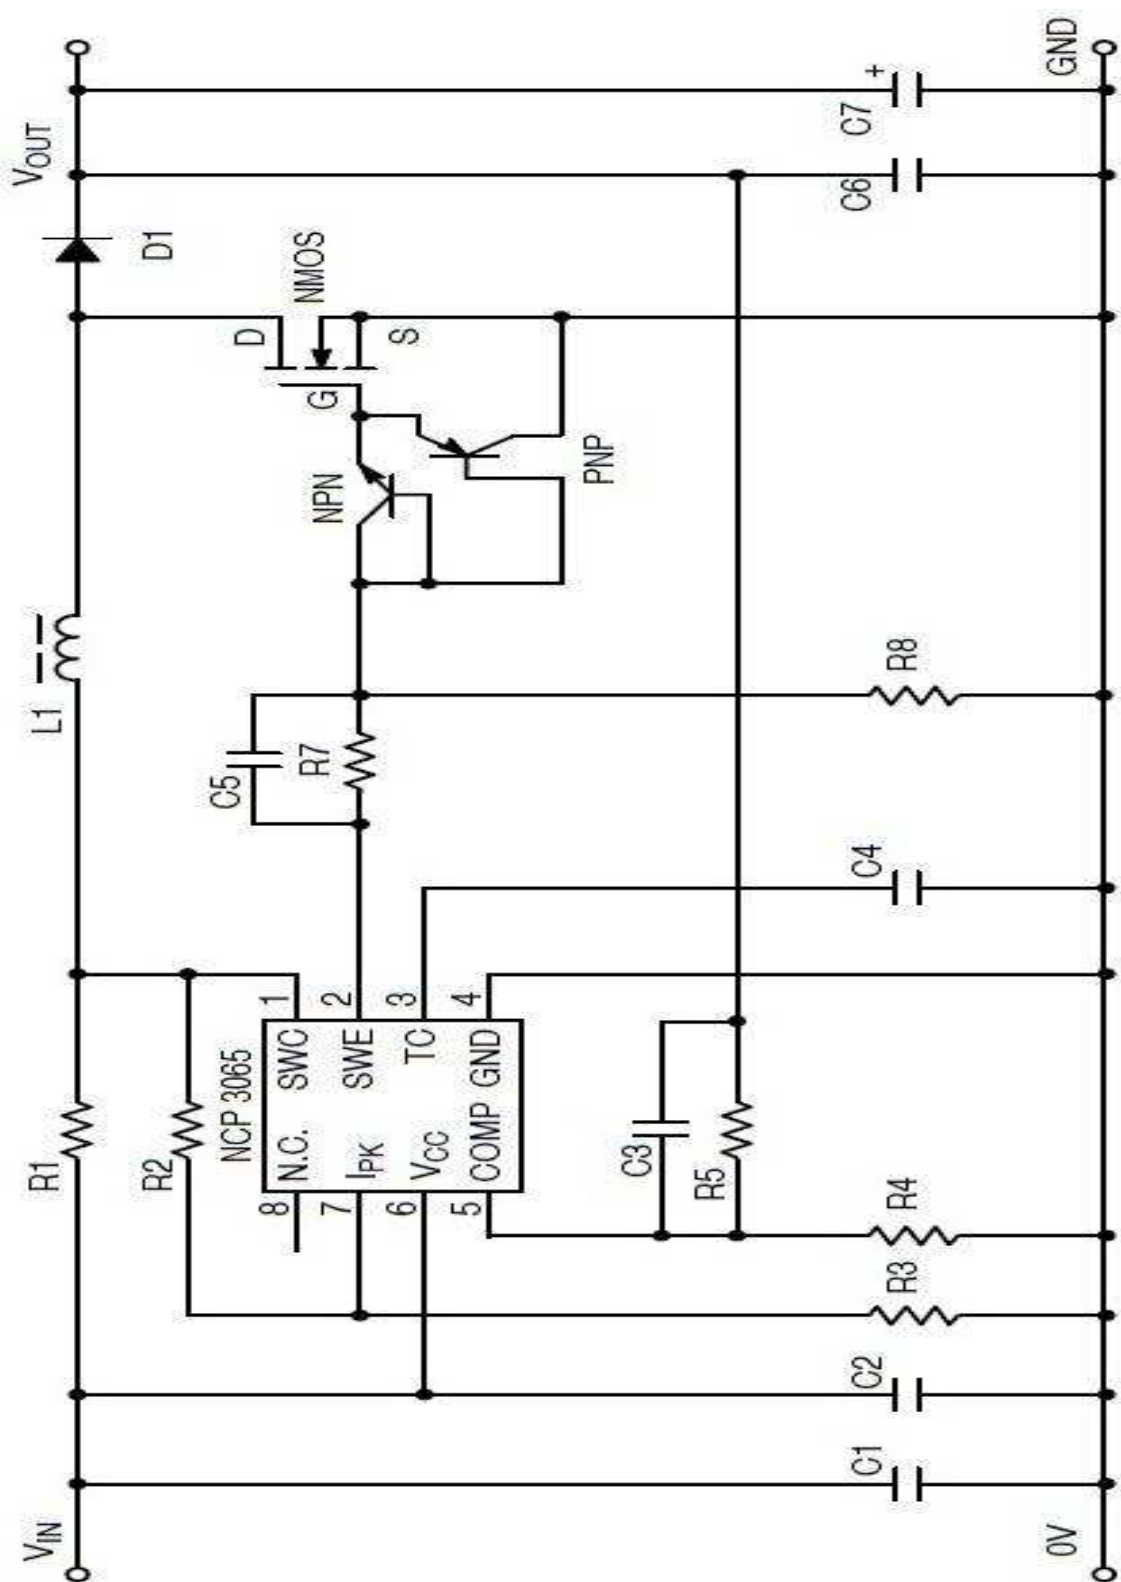 VIN
R1
L1
D1
VOUT
R2
NCP 3065
8
N.C.
SWC
1
7
IPK
SWE
2
6
VCC
TC
3
5
COMP
GND
4
C5
R7
NPN
G
D
NMOS
S
PNP
C3
R5
C1
C2
R3
R4
C4
R8
C6
C7
+
0V
GND